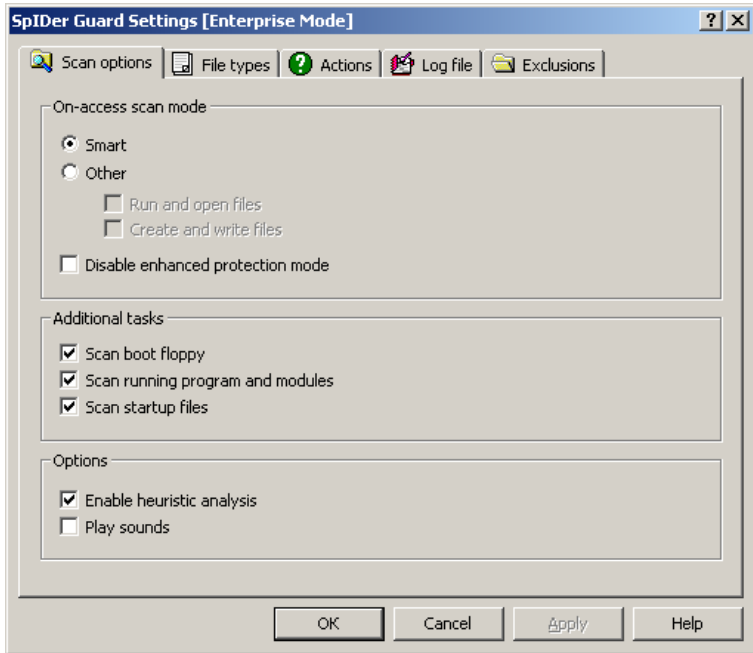 SpIDer Guard Settings [Enterprise Mode]
Scan options File types Actions Log file Exclusions
On-access scan mode
Smart
Other
Run and open files
Create and write files
Disable enhanced protection mode
Additional tasks
Scan boot floppy
Scan running program and modules
Scan startup files
Options
Enable heuristic analysis
Play sounds
OK Cancel Apply Help